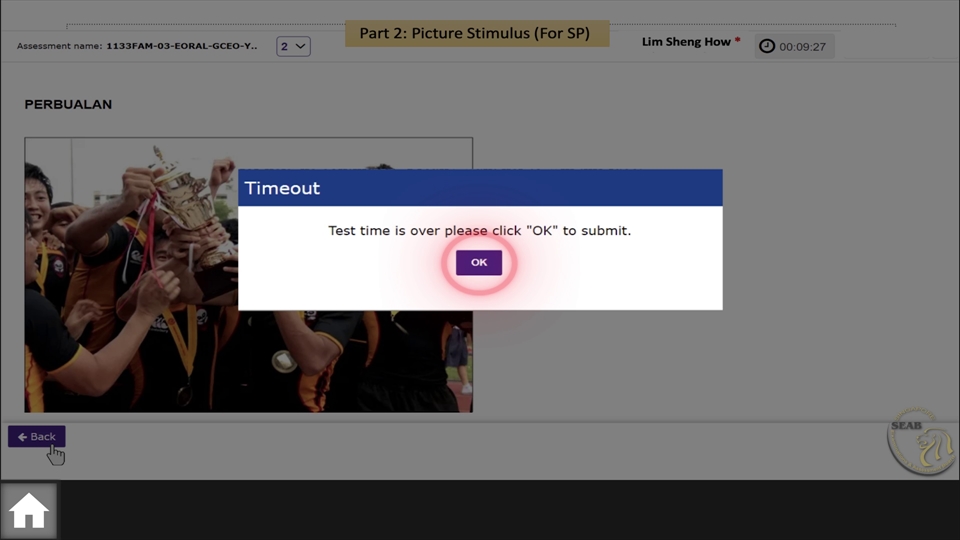 Part 2: Picture Stimulus (For SP)
Assessment name: 1133FAM-03-EORAL-GCEO-Y..
2
Lim Sheng How *
00:09:27
PERBUALAN
Timeout
Test time is over please click "OK" to submit.
OK
Back
SEAB